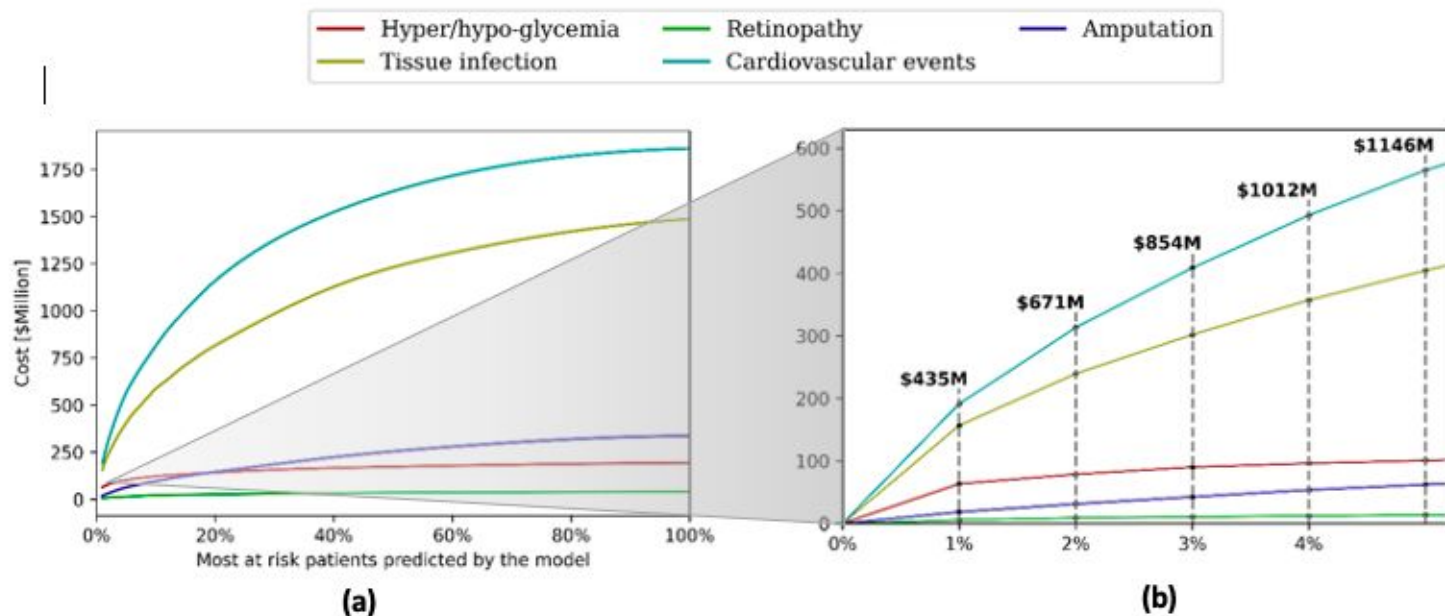 Hyper/hypo-glycemia Retinopathy Amputation
Tissue infection Cardiovascular events
1750
1500
1250
1000
750
500
250
0
Cost [$Million]
0% 20% 40% 60% 80% 100%
Most at risk patients predicted by the model
(a)
600
500
400
300
200
100
0
$435M
$671M
$854M
$1012M
$1146M
0% 1% 2% 3% 4%
(b)